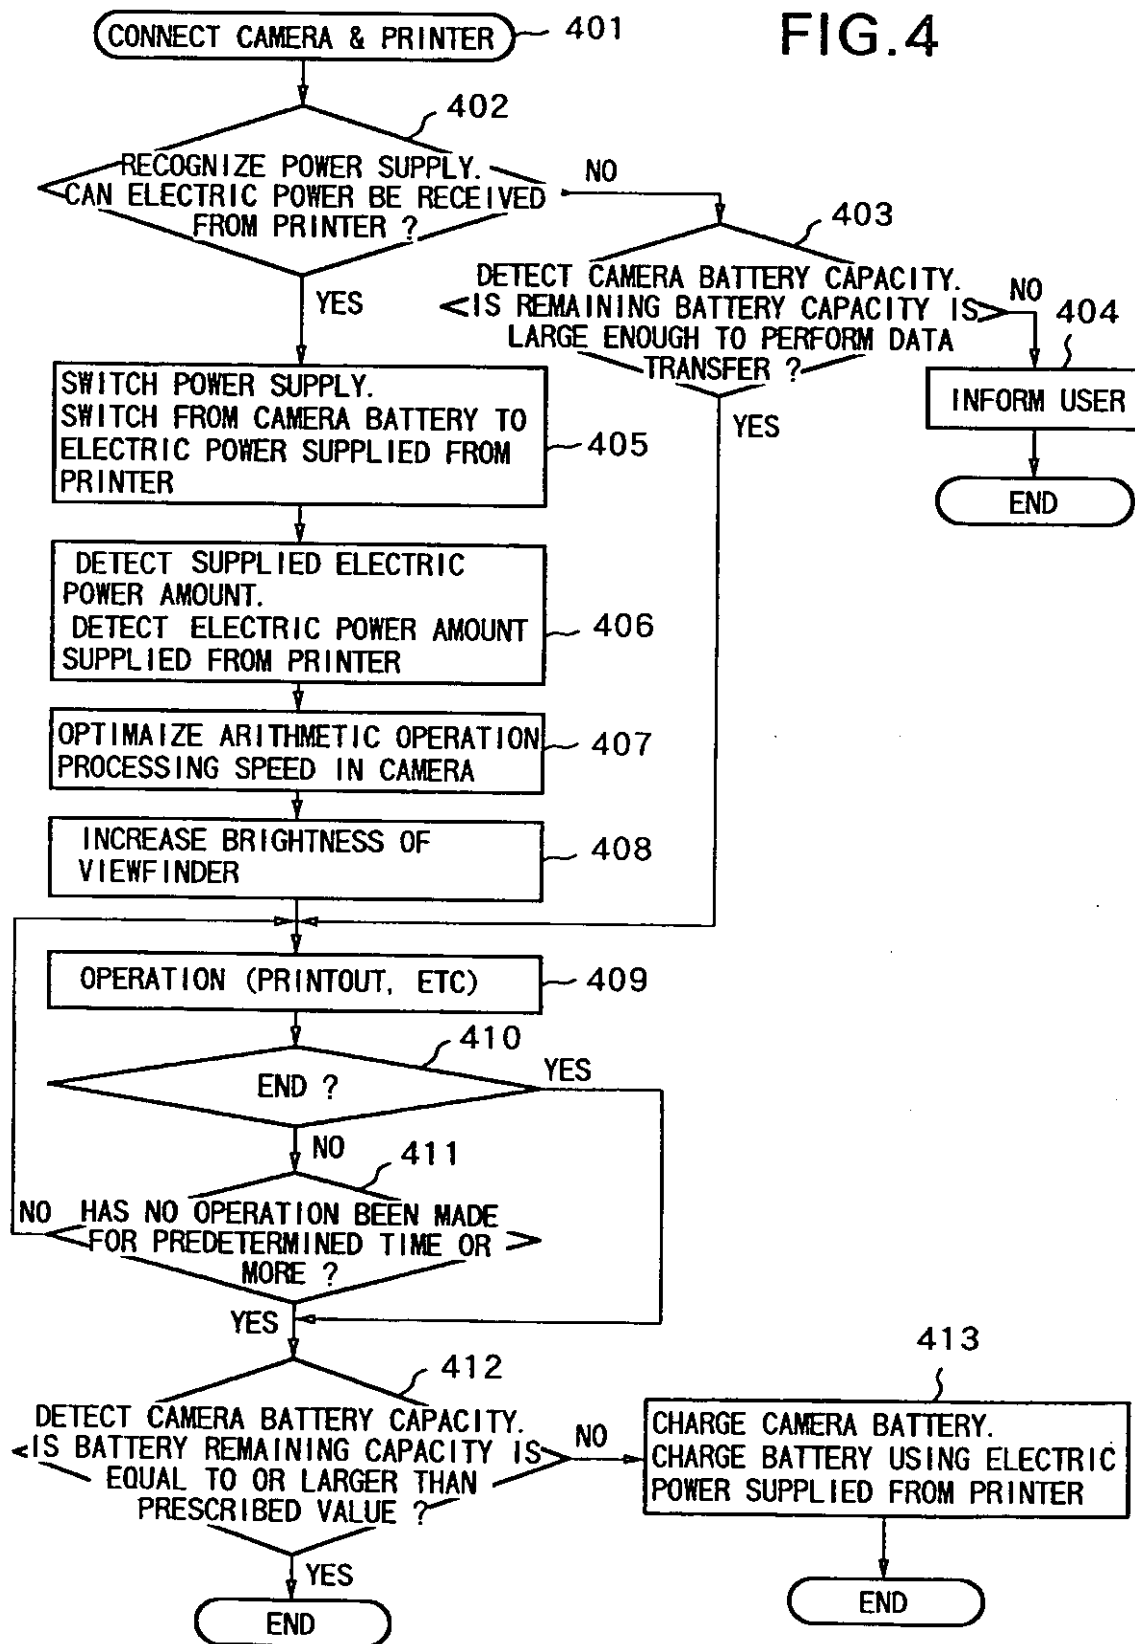 FIG.4
CONNECT CAMERA & PRINTER
401
402
RECOGNIZE POWER SUPPLY.
CAN ELECTRIC POWER BE RECEIVED
FROM PRINTER ?
NO
YES
403
DETECT CAMERA BATTERY CAPACITY.
IS REMAINING BATTERY CAPACITY IS
LARGE ENOUGH TO PERFORM DATA
TRANSFER ?
NO
YES
404
INFORM USER
END
SWITCH POWER SUPPLY.
SWITCH FROM CAMERA BATTERY TO
ELECTRIC POWER SUPPLIED FROM
PRINTER
405
DETECT SUPPLIED ELECTRIC
POWER AMOUNT.
DETECT ELECTRIC POWER AMOUNT
SUPPLIED FROM PRINTER
406
OPTIMAIZE ARITHMETIC OPERATION
PROCESSING SPEED IN CAMERA
407
INCREASE BRIGHTNESS OF
VIEWFINDER
408
OPERATION (PRINTOUT, ETC)
409
410
END ?
YES
NO
411
HAS NO OPERATION BEEN MADE
FOR PREDETERMINED TIME OR
MORE ?
NO
YES
412
DETECT CAMERA BATTERY CAPACITY.
IS BATTERY REMAINING CAPACITY IS
EQUAL TO OR LARGER THAN
PRESCRIBED VALUE ?
NO
YES
END
413
CHARGE CAMERA BATTERY.
CHARGE BATTERY USING ELECTRIC
POWER SUPPLIED FROM PRINTER
END